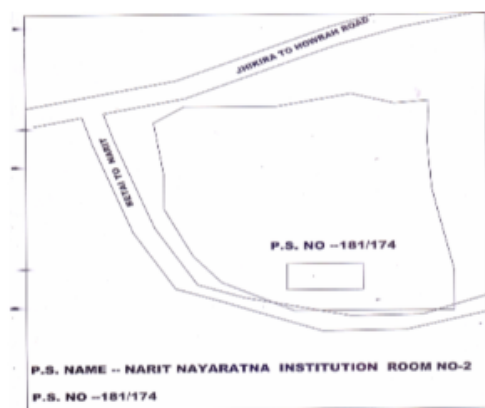 JHIKIRA TO HOWRAH ROAD
KETAI TO NARIT
P.S. NO --181/174
P.S. NAME -- NARIT NAYARATNA INSTITUTION ROOM NO-2
P.S. NO --181/174